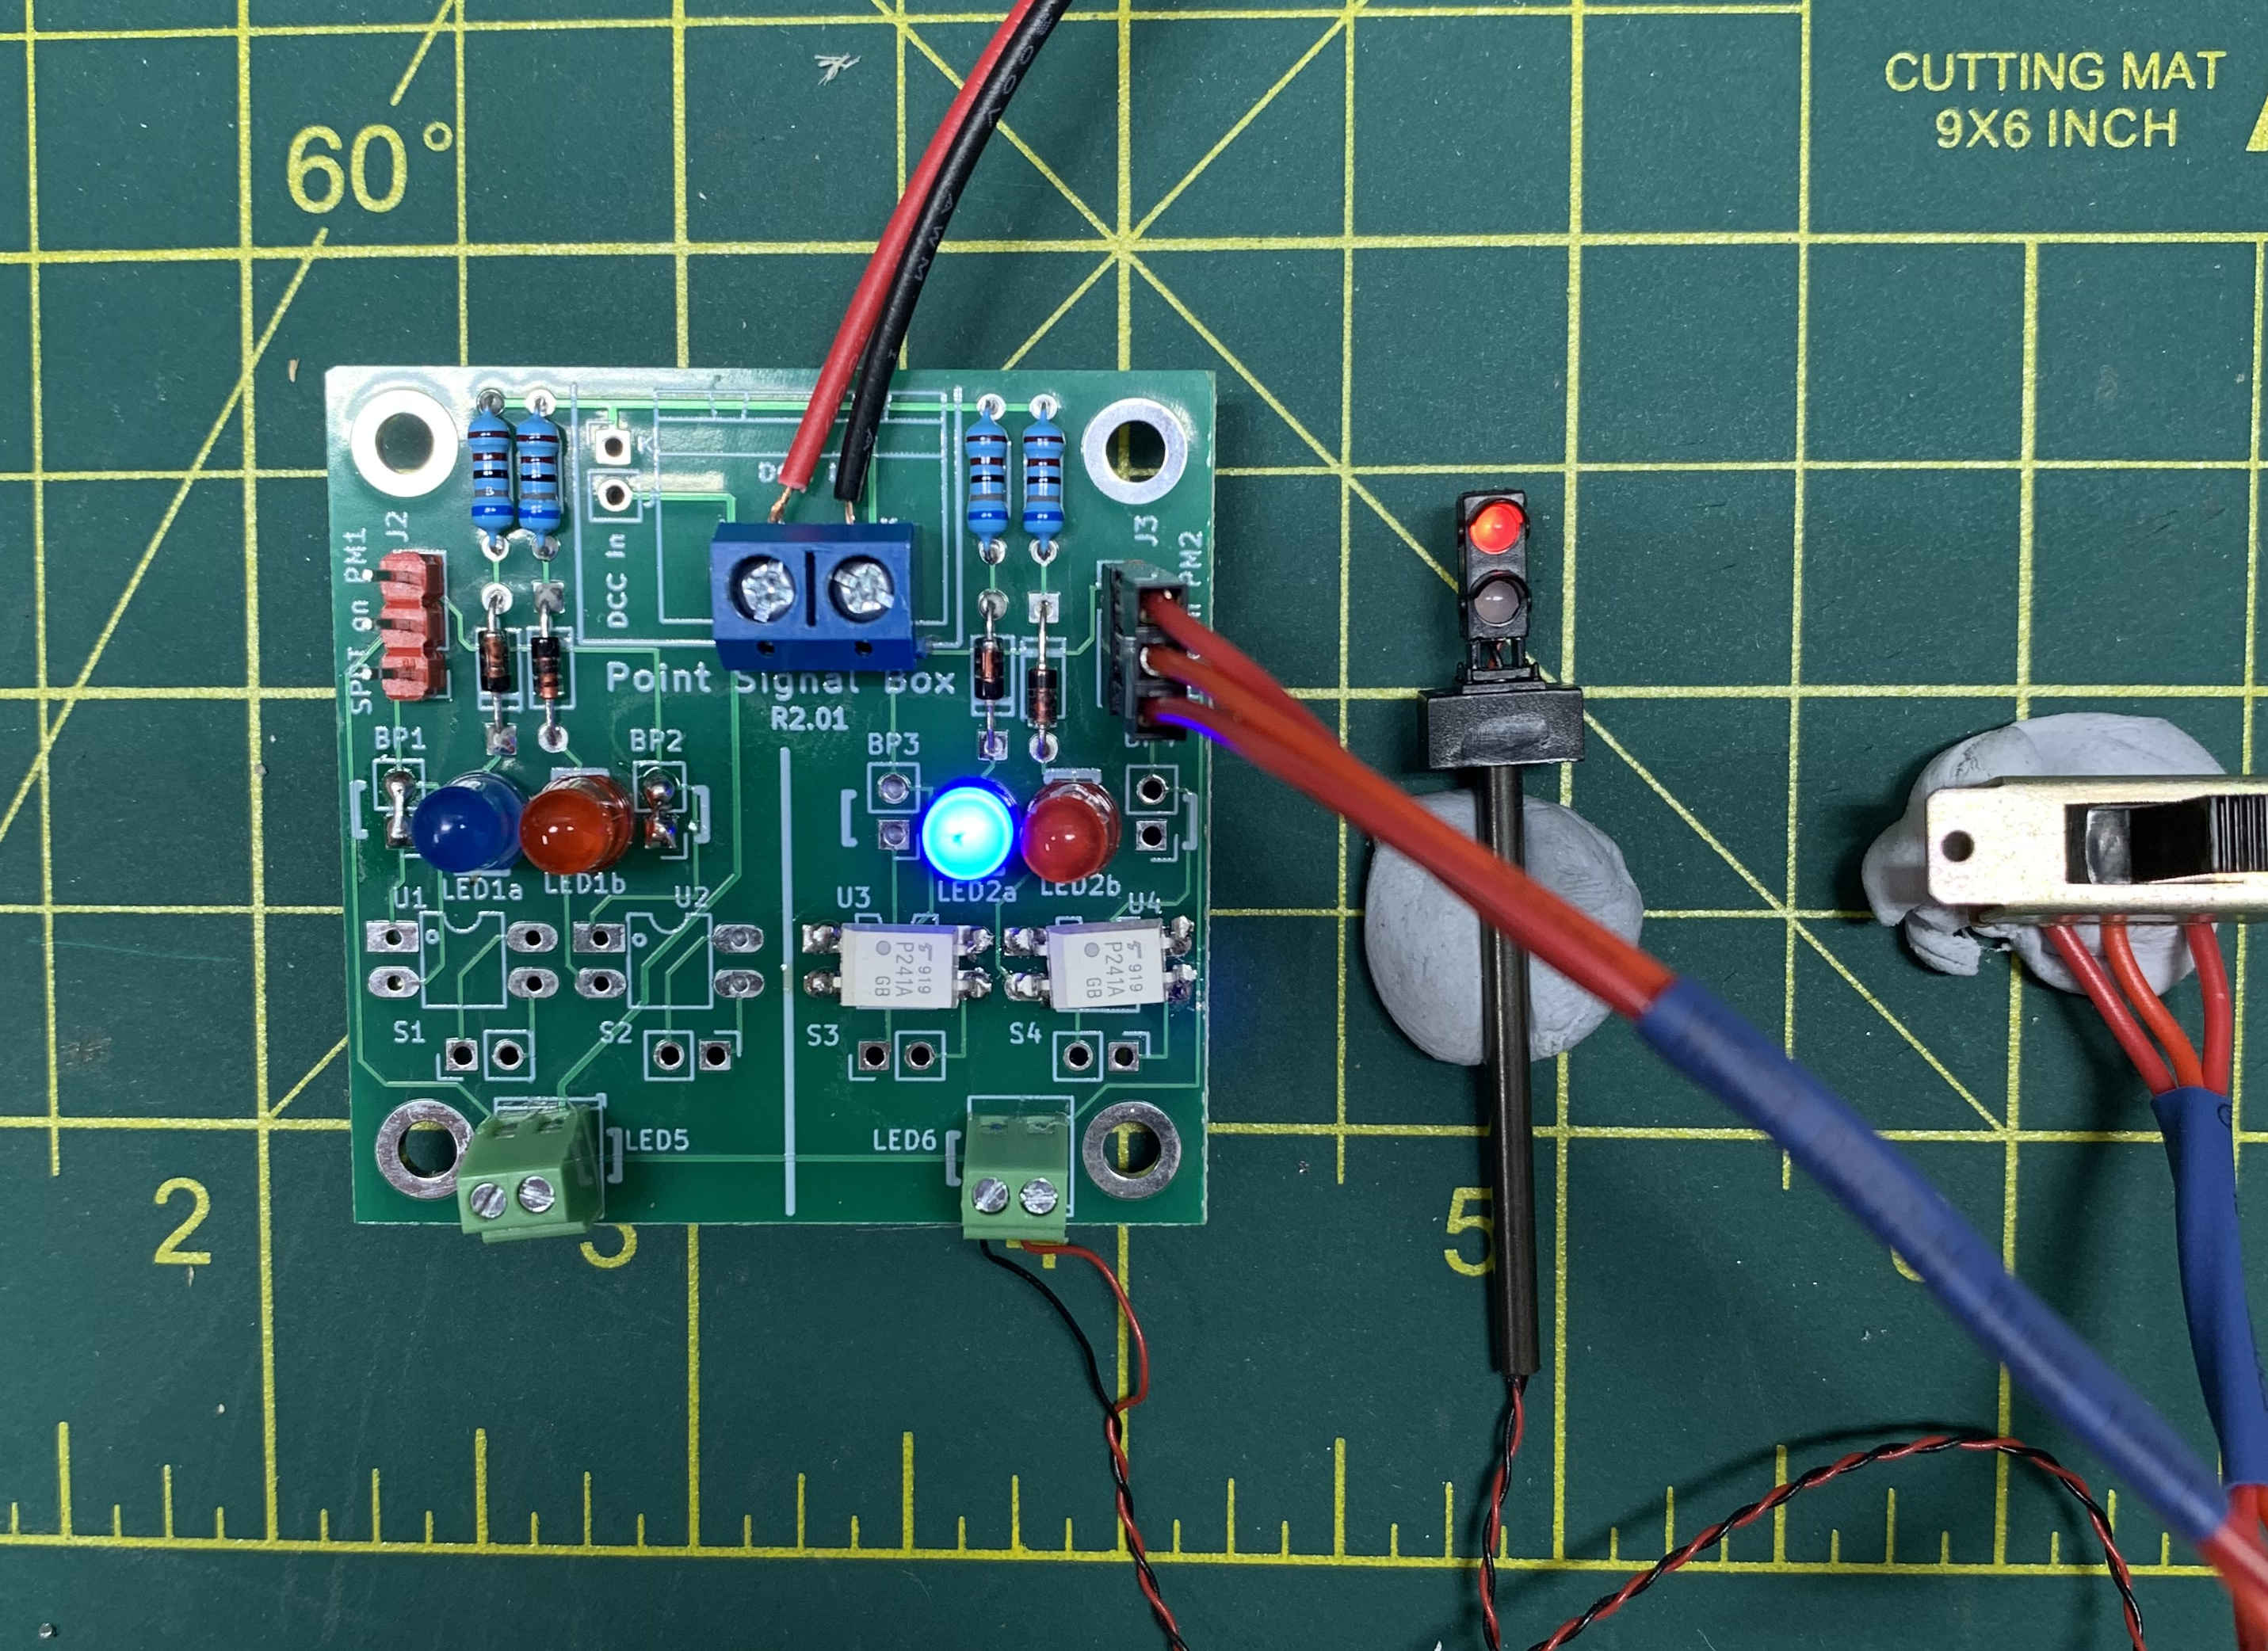 CUTTING MAT
9X6 INCH
60°
J2
SPDT on PM1
DCC In
J3
PM2
Point Signal Box
R2.01
BP1
BP2
BP3
LED1a
LED1b
LED2a
LED2b
U1
U2
U3
U4
919
P241A
GB
919
P241A
GB
S1
S2
S3
S4
LED5
LED6
2
3
4
5